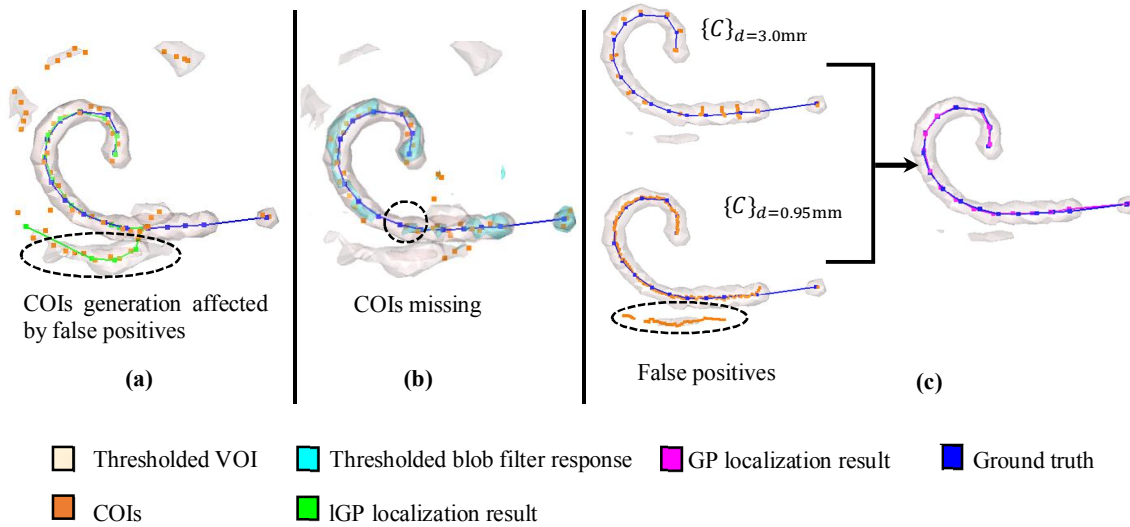 {C}d=3.0mm
{C}d=0.95mm
COIs generation affected
by false positives
COIs missing
False positives
(a)
(b)
(c)
Thresholded VOI
Thresholded blob filter response
GP localization result
Ground truth
COIs
lGP localization result